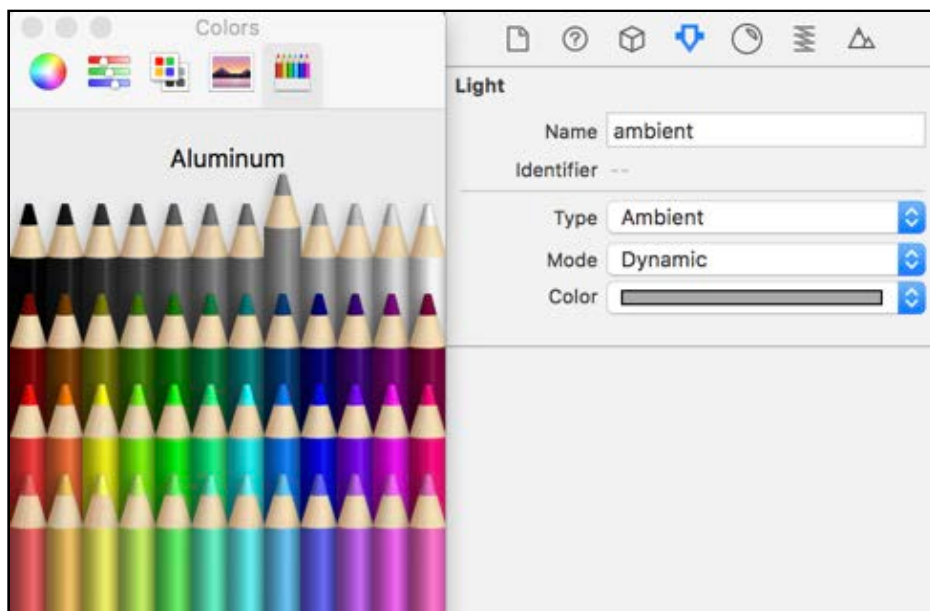 Colors
Aluminum
Light
Name ambient
Identifier --
Type Ambient
Mode Dynamic
Color